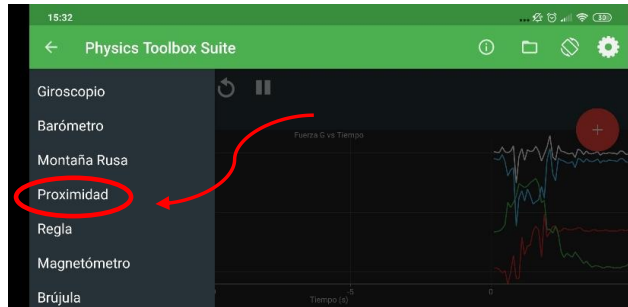 15:32
33
Physics Toolbox Suite
Giroscopio
Barómetro
Montaña Rusa
Proximidad
Regla
Magnetómetro
Brújula
Fuerza G vs Tiempo
+
-5
0
Tiempo (s)